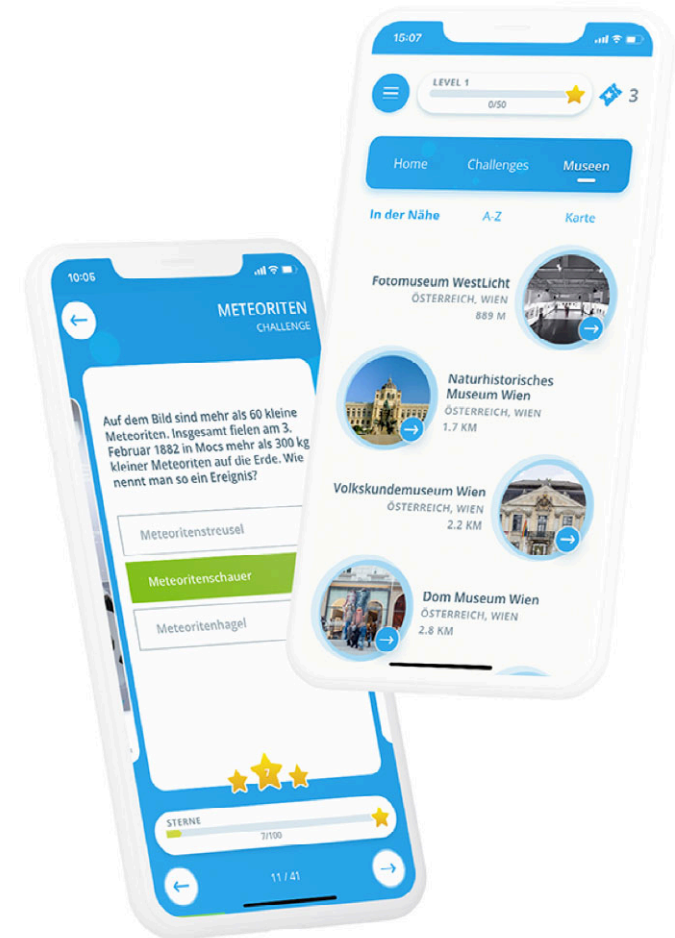 15:07
LEVEL 1
0/50
3
Home Challenges Museen
In der Nähe A-Z Karte
Fotomuseum WestLicht
ÖSTERREICH, WIEN
889 M
Naturhistorisches
Museum Wien
ÖSTERREICH, WIEN
1.7 KM
Volkskundemuseum Wien
ÖSTERREICH, WIEN
2.2 KM
Dom Museum Wien
ÖSTERREICH, WIEN
2.8 KM
10:06
METEORITEN
CHALLENGE
Auf dem Bild sind mehr als 60 kleine
Meteoriten. Insgesamt fielen am 3.
Februar 1882 in Mocs mehr als 300 kg
kleiner Meteoriten auf die Erde. Wie
nennt man so ein Ereignis?
Meteoritenstreusel
Meteoritenschauer
Meteoritenhagel
7
STERNE
7/100
11 / 41